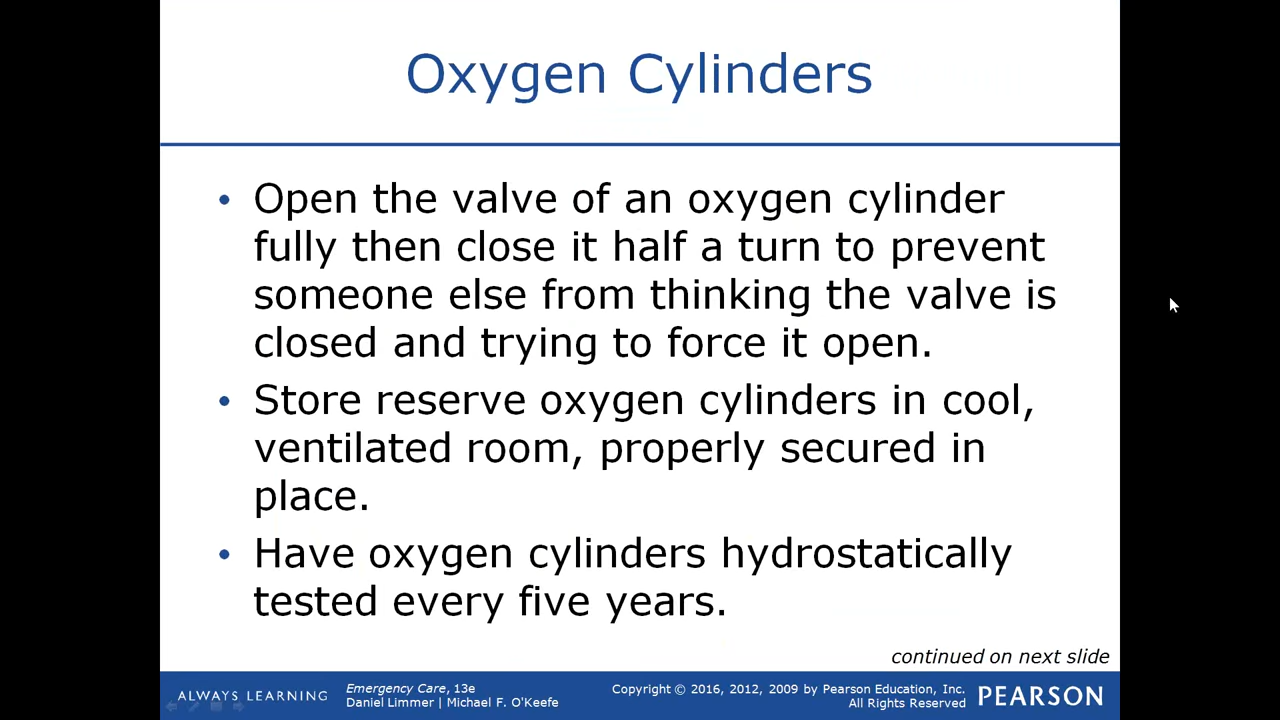 Oxygen Cylinders
• Open the valve of an oxygen cylinder
fully then close it half a turn to prevent
someone else from thinking the valve is
closed and trying to force it open.
• Store reserve oxygen cylinders in cool,
ventilated room, properly secured in
place.
• Have oxygen cylinders hydrostatically
tested every five years.
continued on next slide
ALWAYS LEARNING
Emergency Care, 13e
Daniel Limmer | Michael F. O'Keefe
Copyright © 2016, 2012, 2009 by Pearson Education, Inc.
All Rights Reserved
PEARSON